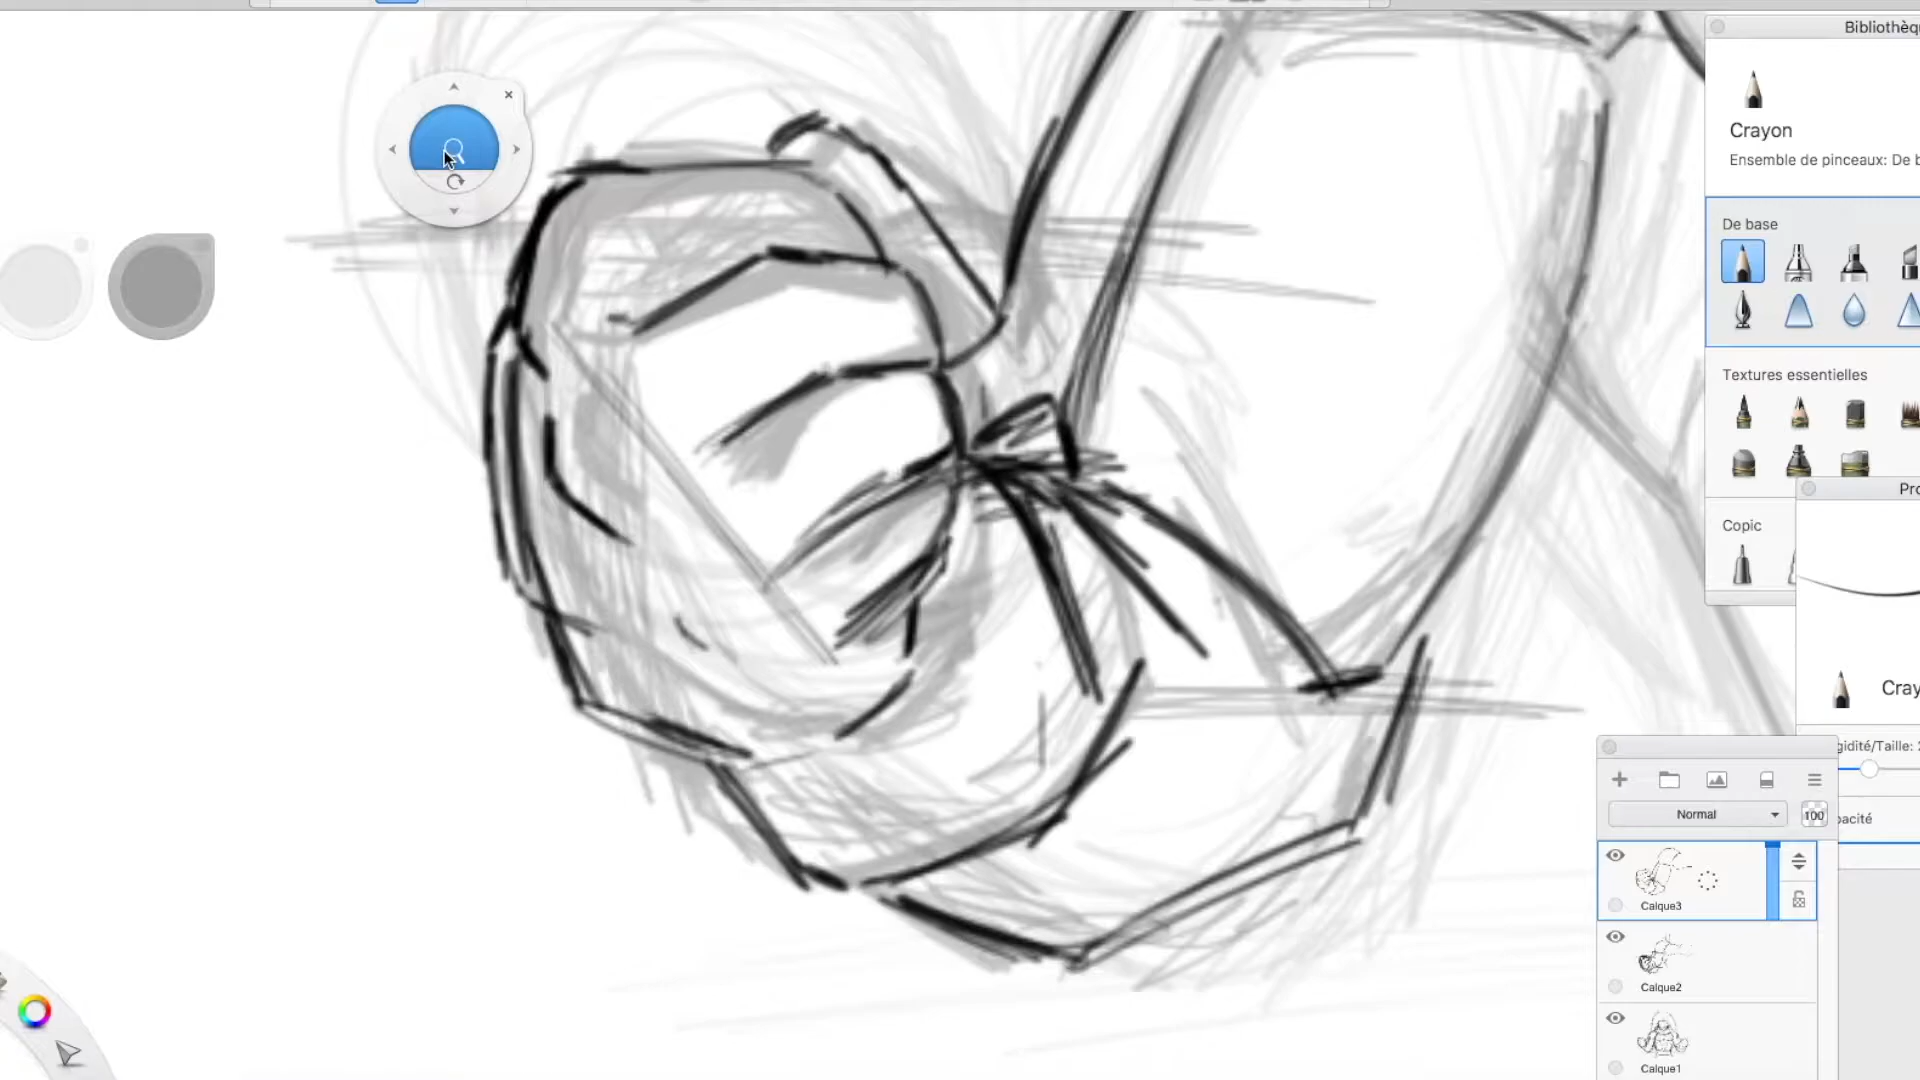 Bibliothèq
Crayon
Ensemble de pinceaux: De b
De base
Textures essentielles
Pro
Copic
Cray
gidité/Taille: 2
Normal
100
pacité
Calque3
Calque2
Calque1